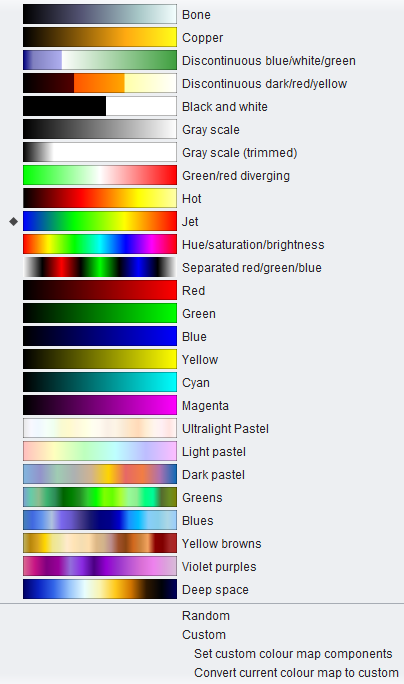 Bone
Copper
Discontinuous blue/white/green
Discontinuous dark/red/yellow
Black and white
Gray scale
Gray scale (trimmed)
Green/red diverging
Hot
Jet
Hue/saturation/brightness
Separated red/green/blue
Red
Green
Blue
Yellow
Cyan
Magenta
Ultralight Pastel
Light pastel
Dark pastel
Greens
Blues
Yellow browns
Violet purples
Deep space
Random
Custom
Set custom colour map components
Convert current colour map to custom